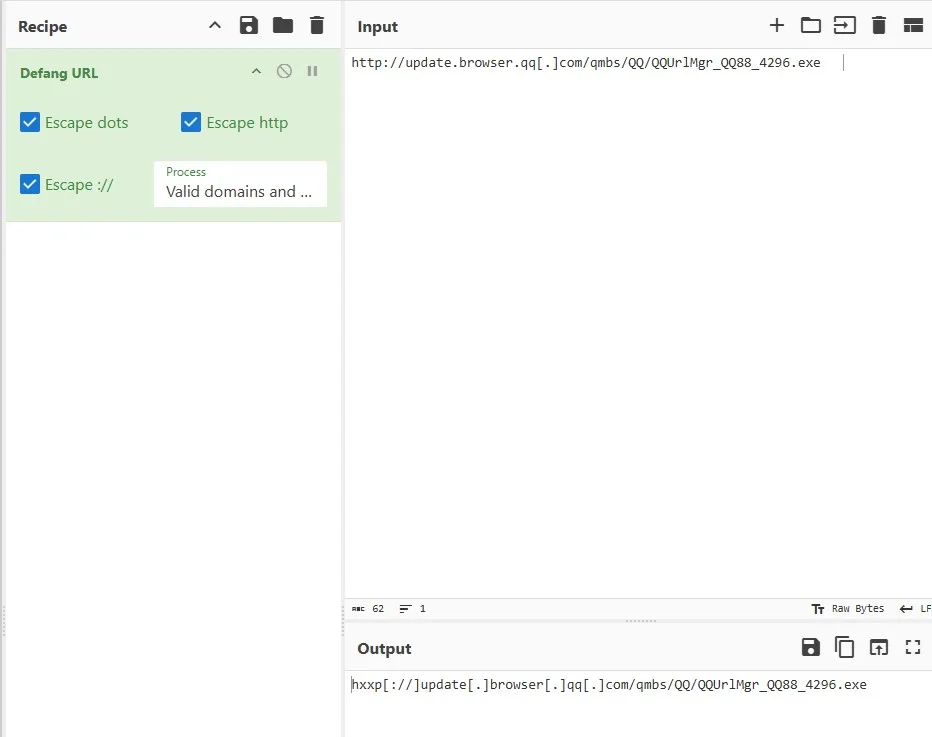 Recipe
Defang URL
Escape dots
Escape http
Escape ://
Process
Valid domains and ...
Input
http://update.browser.qq[.]com/qmbs/QQ/QQUrlMgr_QQ88_4296.exe
ABC 62 1
Raw Bytes LF
Output
hxxp[://]update[.]browser[.]qq[.]com/qmbs/QQ/QQUrlMgr_QQ88_4296.exe